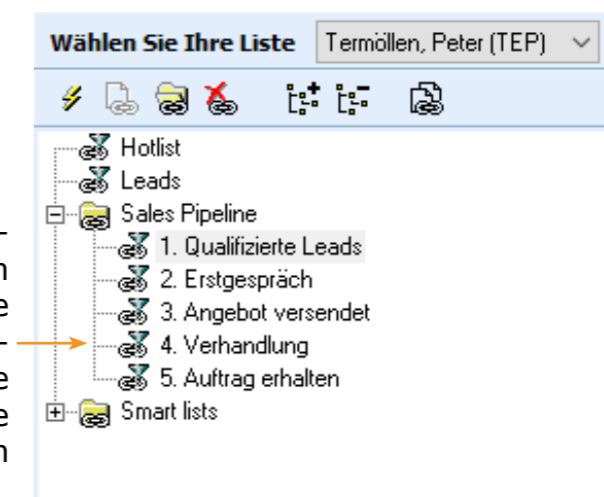 Wählen Sie Ihre Liste Termöllen, Peter (TEP)
Hotlist
Leads
Sales Pipeline
1. Qualifizierte Leads
2. Erstgespräch
3. Angebot versendet
4. Verhandlung
5. Auftrag erhalten
Smart lists